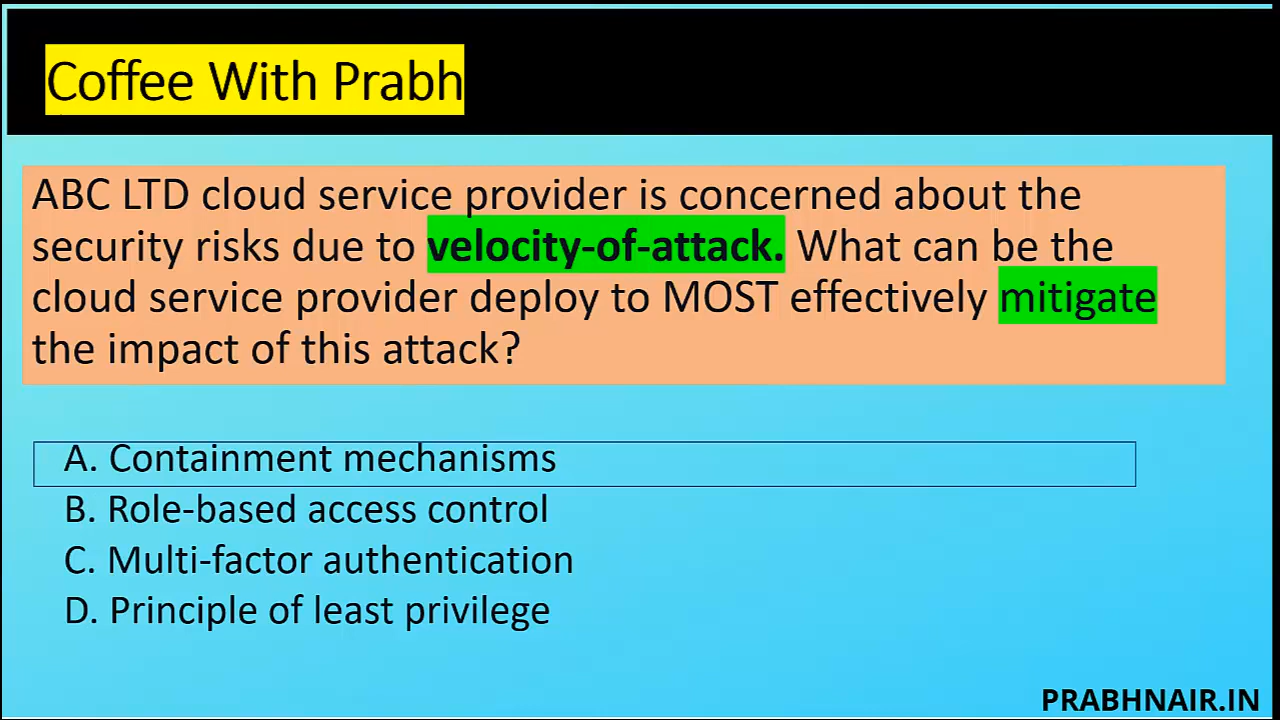 Coffee With Prabh
ABC LTD cloud service provider is concerned about the
security risks due to velocity-of-attack. What can be the
cloud service provider deploy to MOST effectively mitigate
the impact of this attack?
A. Containment mechanisms
B. Role-based access control
C. Multi-factor authentication
D. Principle of least privilege
PRABHNAIR.IN